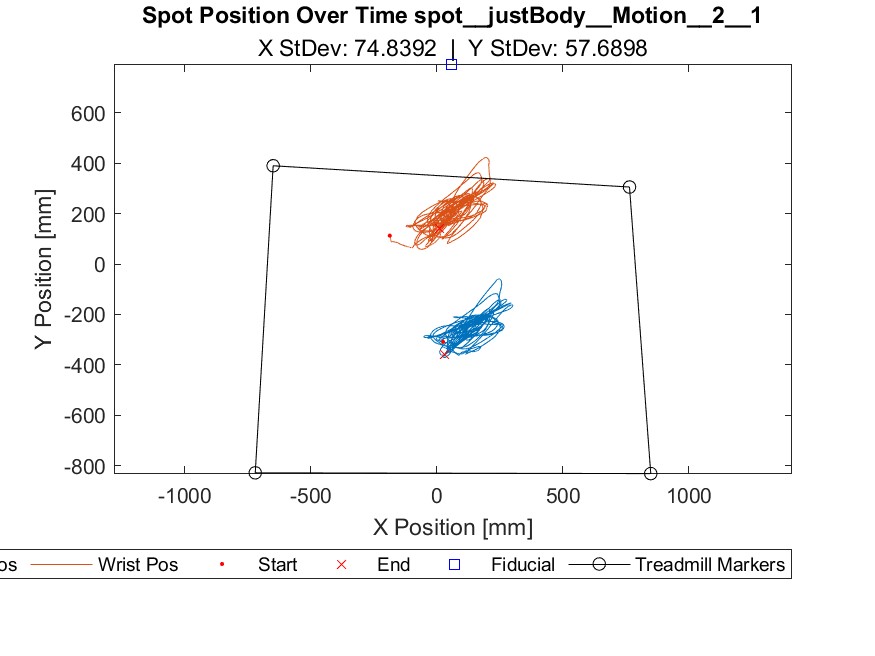 Spot Position Over Time spot__justBody__Motion__2__1
X StDev: 74.8392 | Y StDev: 57.6898
600
400
200
0
-200
-400
-600
-800
Y Position [mm]
-1000 -500 0 500 1000
X Position [mm]
os Wrist Pos Start End Fiducial Treadmill Markers